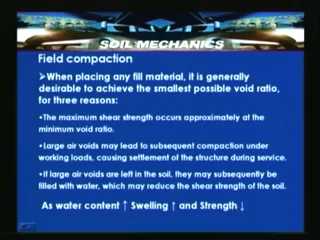 SOIL MECHANICS
Field compaction
➢When placing any fill material, it is generally
desirable to achieve the smallest possible void ratio,
for three reasons:
•The maximum shear strength occurs approximately at the
minimum void ratio.
•Large air voids may lead to subsequent compaction under
working loads, causing settlement of the structure during service.
•If large air voids are left in the soil, they may subsequently be
filled with water, which may reduce the shear strength of the soil.
As water content ↑ Swelling ↑ and Strength ↓